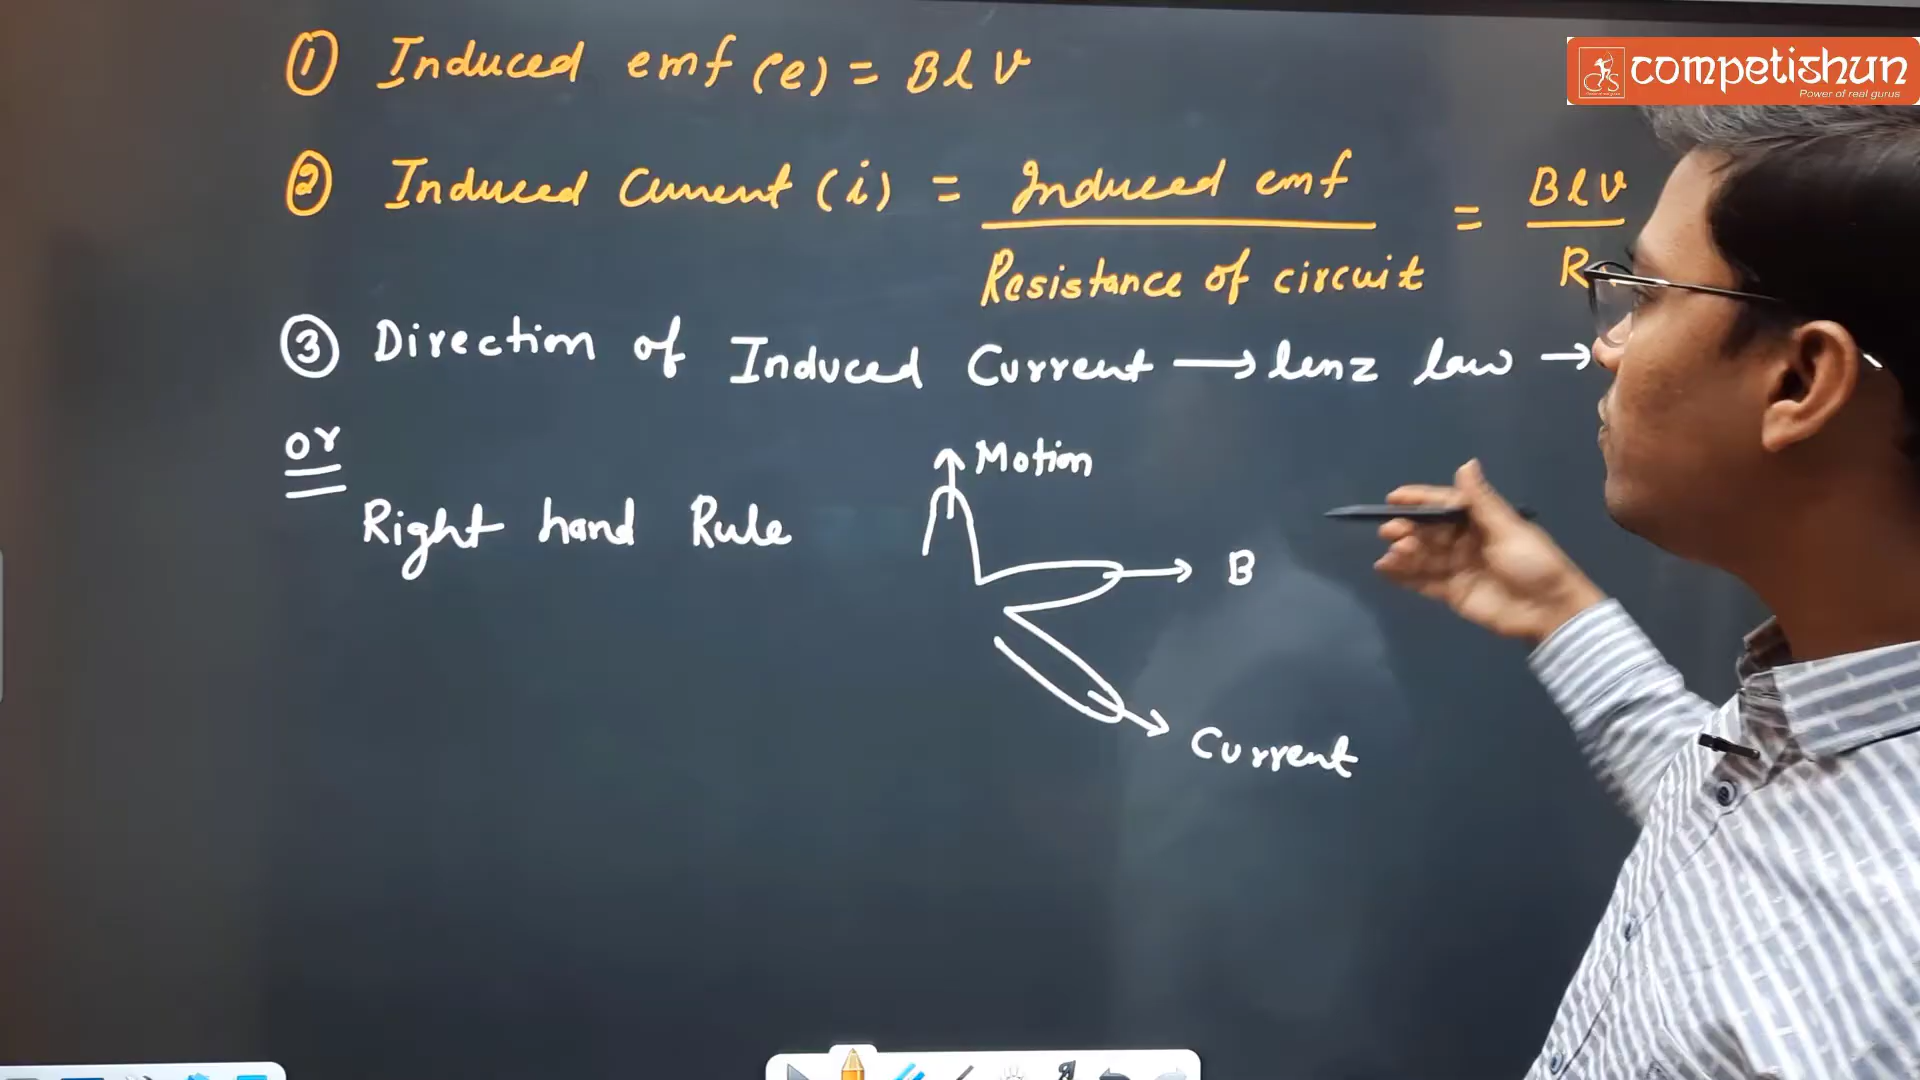 ① Induced emf (e) = Blv
competishun
Power of real gurus
② Induced Current (i) = Induced emf / Resistance of circuit = Blv / R
③ Direction of Induced Current → lenz law →
or
Right hand Rule
Motion
B
Current